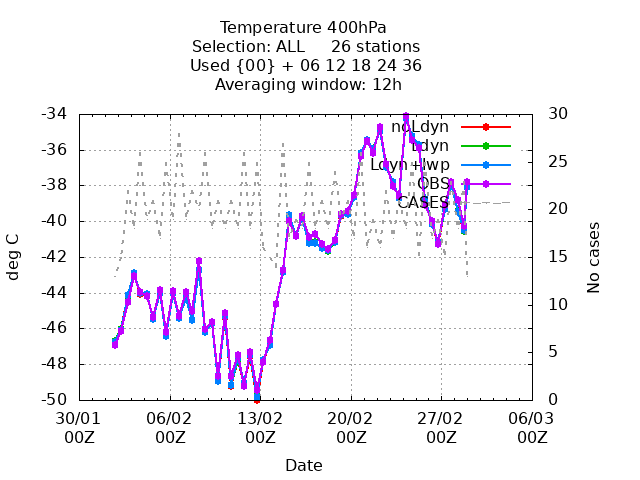 Temperature 400hPa
Selection: ALL     26 stations
Used {00} + 06 12 18 24 36
Averaging window: 12h
noLdyn
Ldyn
Ldyn+lwp
OBS
CASES
-34
-36
-38
-40
-42
-44
-46
-48
-50
deg C
30
25
20
15
10
5
0
No cases
30/01 06/02 13/02 20/02 27/02 06/03
00Z 00Z 00Z 00Z 00Z 00Z
Date